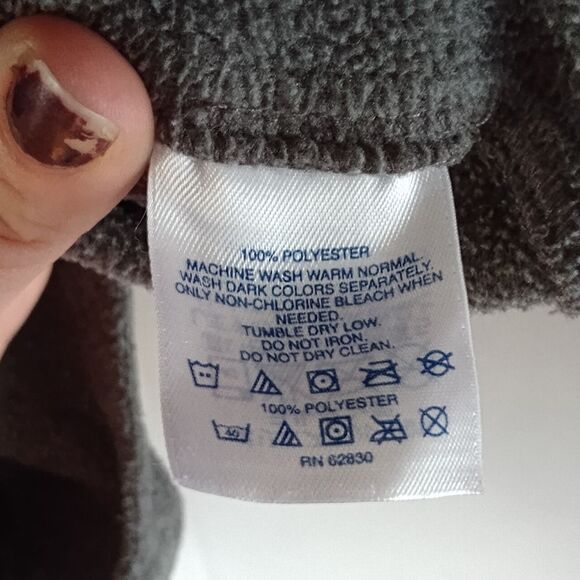 100% POLYESTER
MACHINE WASH WARM NORMAL.
WASH DARK COLORS SEPARATELY.
ONLY NON-CHLORINE BLEACH WHEN
NEEDED.
TUMBLE DRY LOW.
DO NOT IRON.
DO NOT DRY CLEAN.
100% POLYESTER
40
RN 62830